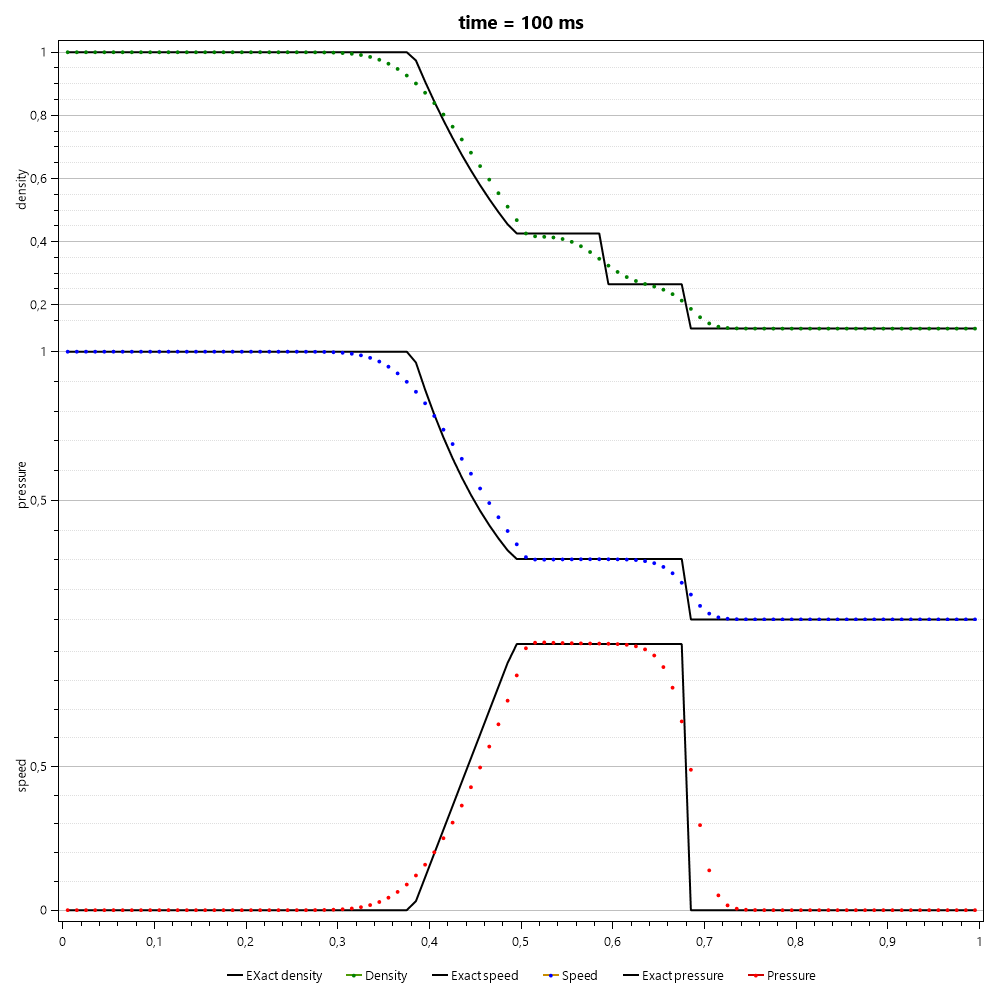 time = 100 ms
1
0,8
0,6
0,4
0,2
density
1
0,5
pressure
0,5
0
speed
0 0,1 0,2 0,3 0,4 0,5 0,6 0,7 0,8 0,9 1
EXact density Density Exact speed Speed Exact pressure Pressure